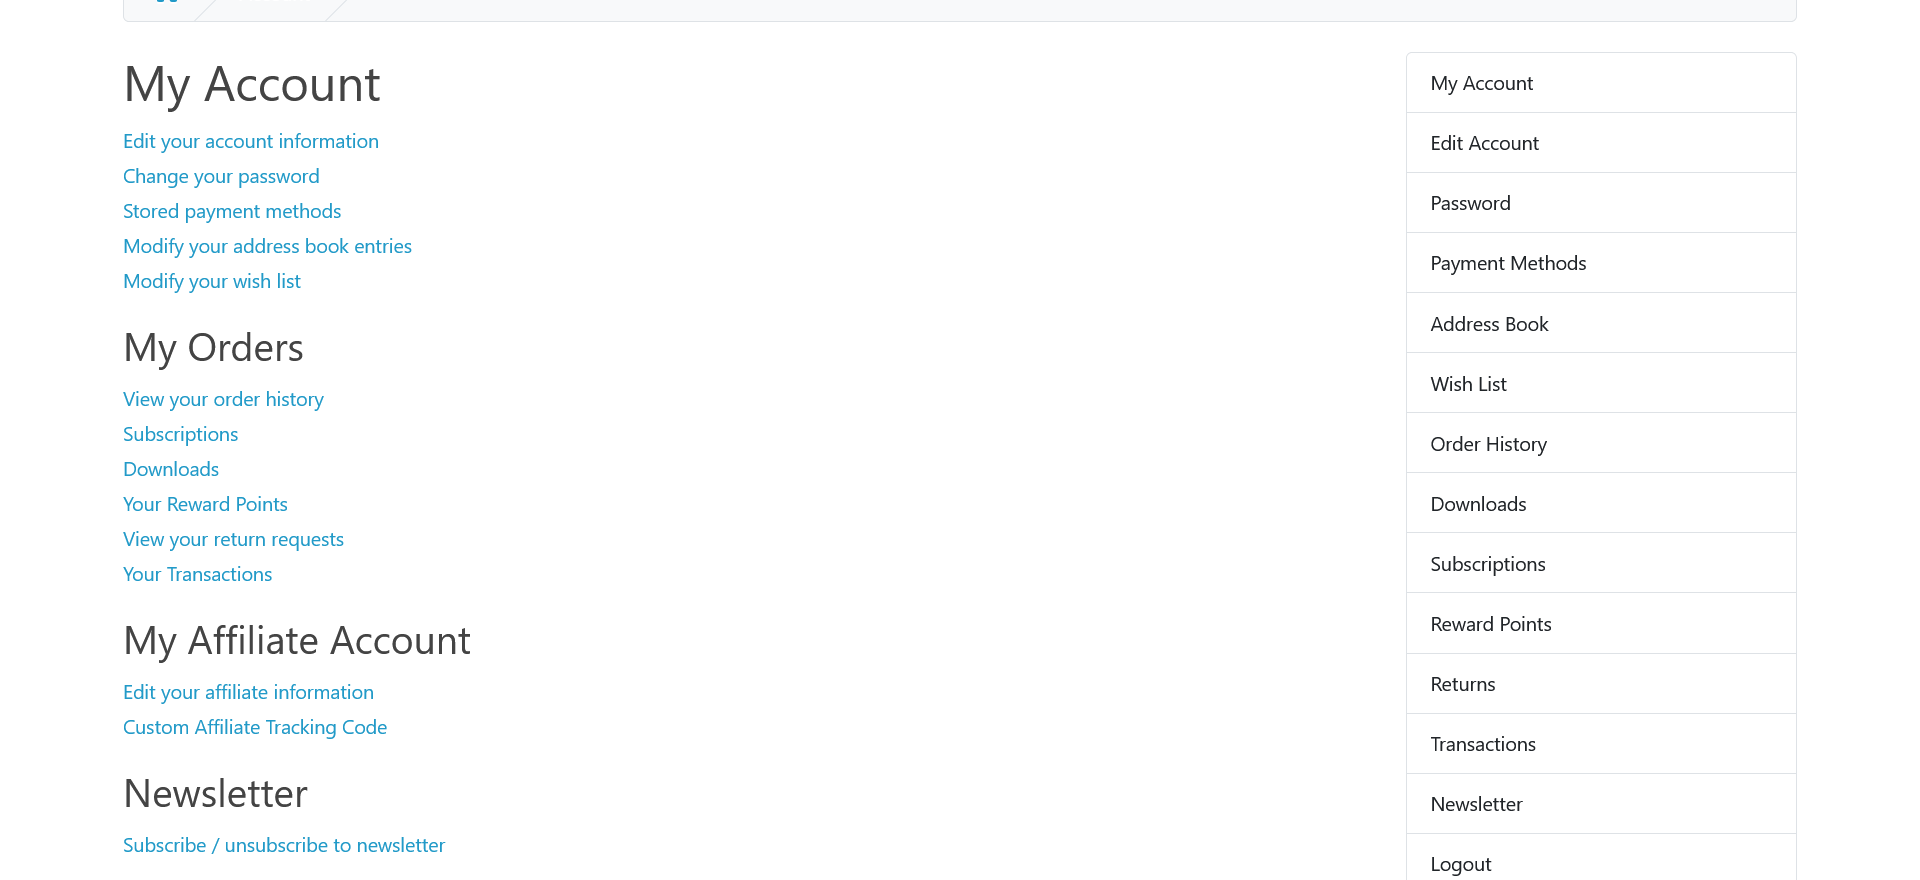 My Account
Edit your account information
Change your password
Stored payment methods
Modify your address book entries
Modify your wish list
My Orders
View your order history
Subscriptions
Downloads
Your Reward Points
View your return requests
Your Transactions
My Affiliate Account
Edit your affiliate information
Custom Affiliate Tracking Code
Newsletter
Subscribe / unsubscribe to newsletter
My Account
Edit Account
Password
Payment Methods
Address Book
Wish List
Order History
Downloads
Subscriptions
Reward Points
Returns
Transactions
Newsletter
Logout